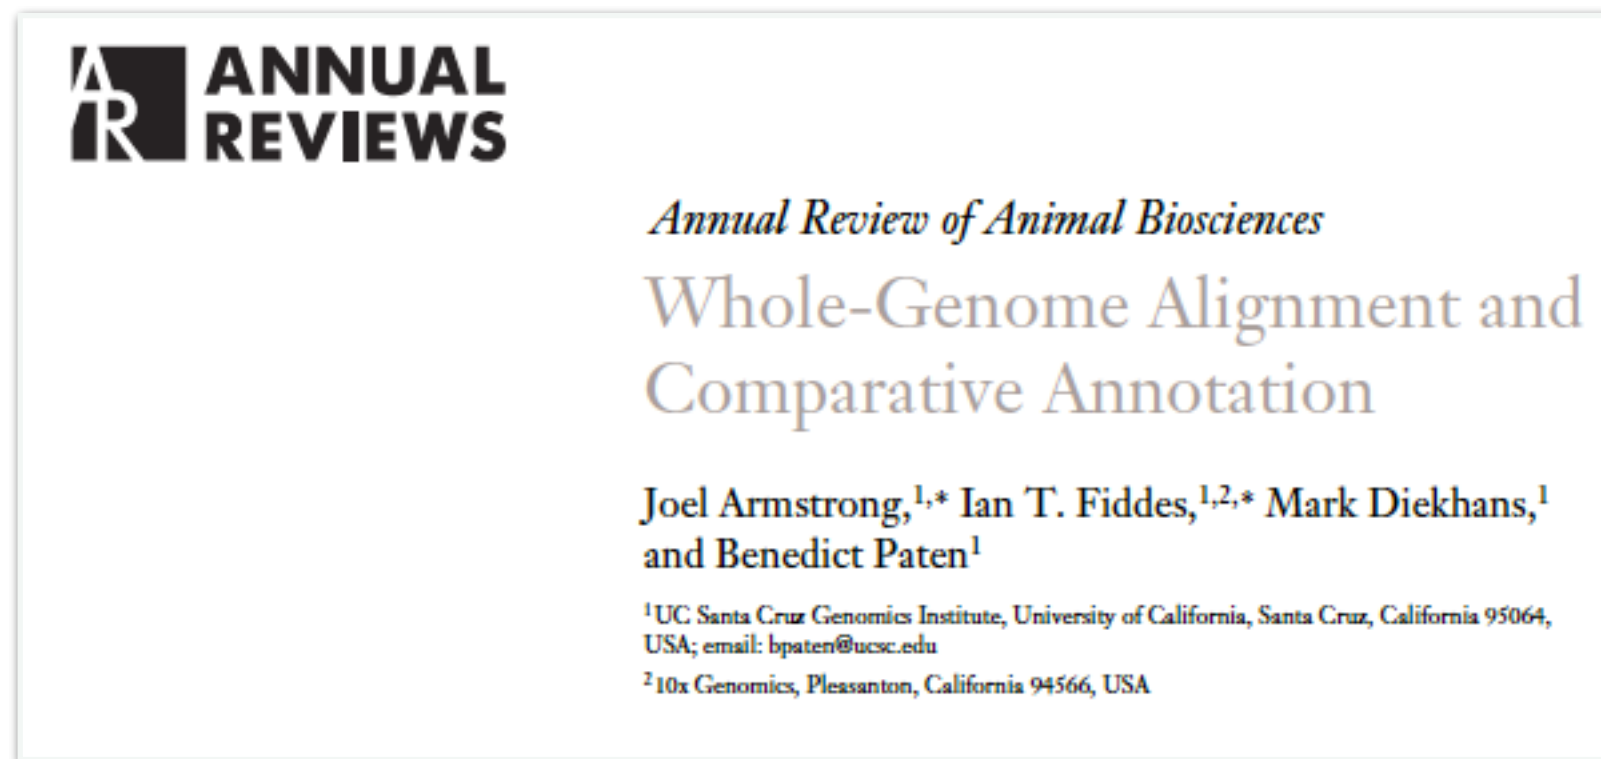 AR ANNUAL
REVIEWS
Annual Review of Animal Biosciences
Whole-Genome Alignment and
Comparative Annotation
Joel Armstrong,1,* Ian T. Fiddes,1,2,* Mark Diekhans,1
and Benedict Paten1
1UC Santa Cruz Genomics Institute, University of California, Santa Cruz, California 95064,
USA; email: bpaten@ucsc.edu
210x Genomics, Pleasanton, California 94566, USA